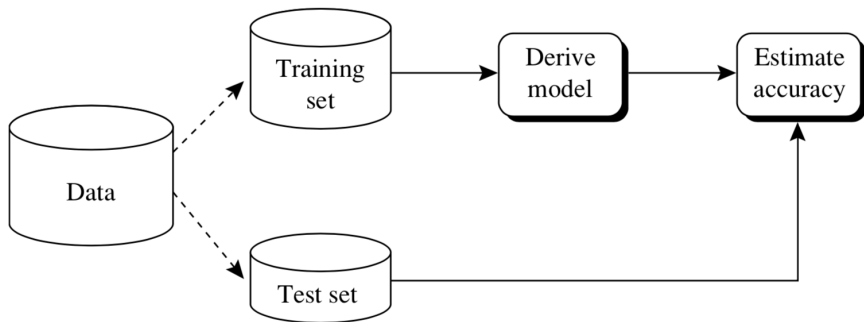 Data
Training
set
Test set
Derive
model
Estimate
accuracy